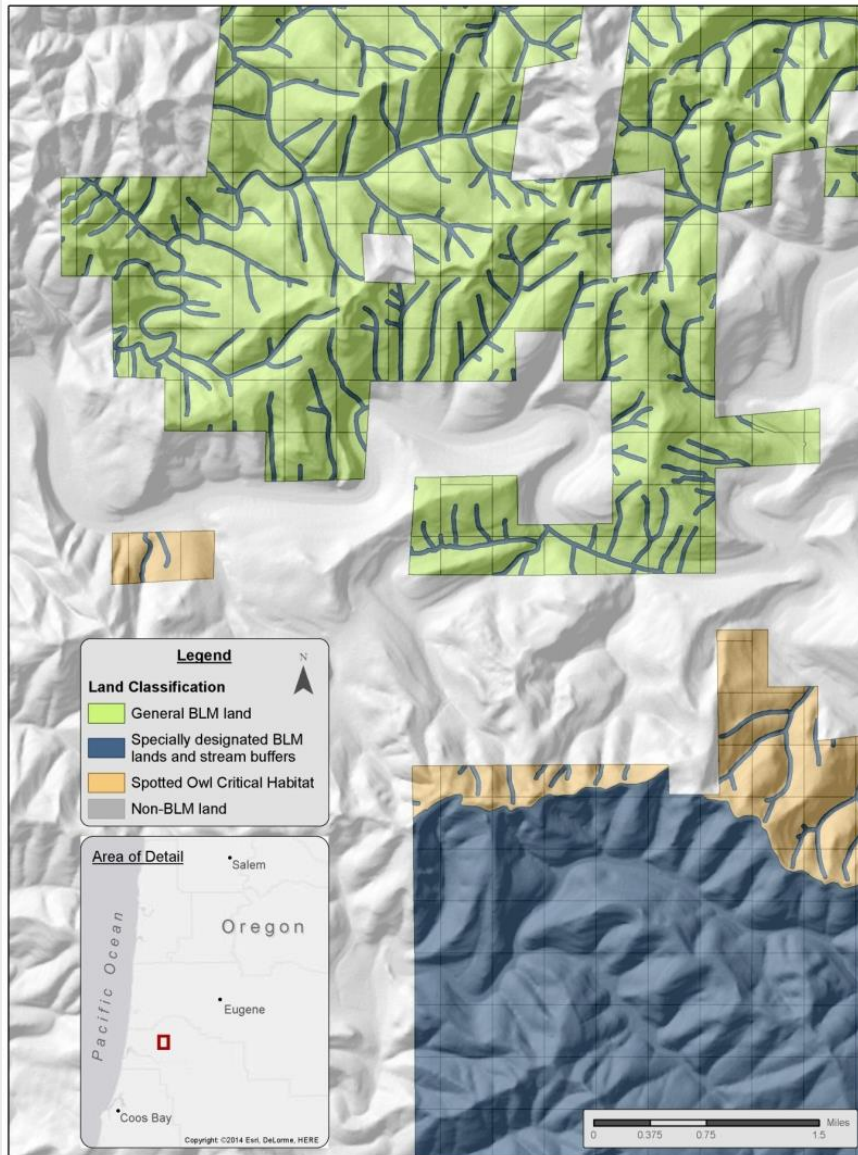 Legend
N
Land Classification
General BLM land
Specially designated BLM
lands and stream buffers
Spotted Owl Critical Habitat
Non-BLM land
Area of Detail
Salem
Oregon
Pacific Ocean
Eugene
Coos Bay
Copyright: ©2014 Esri, DeLorme, HERE
Miles
0 0.375 0.75 1.5